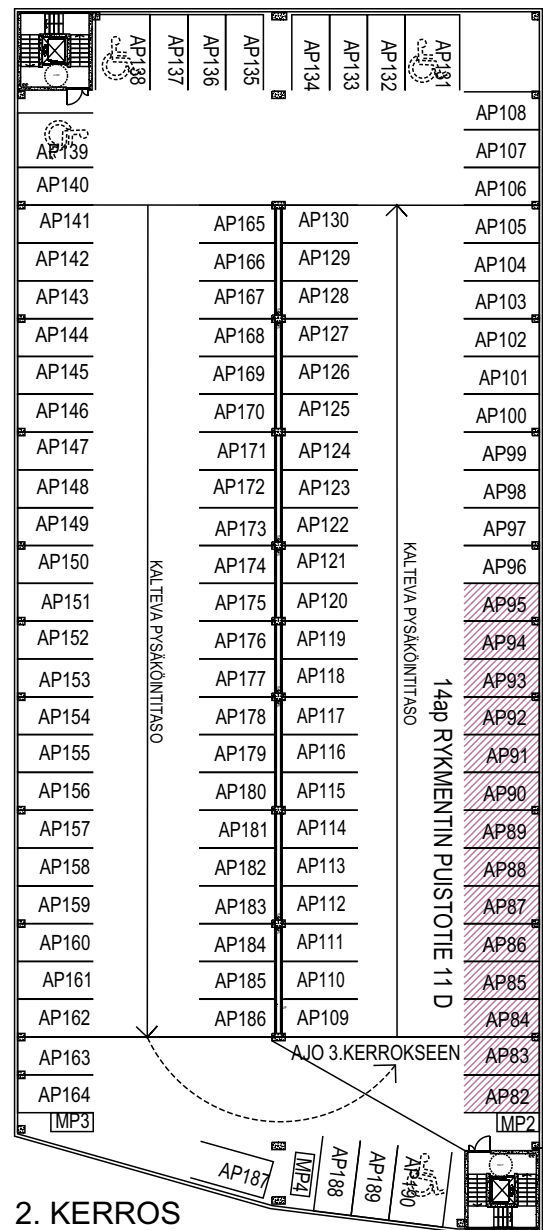 AP138
AP137
AP136
AP135
AP134
AP133
AP132
AP131
AP139
AP140
AP141
AP142
AP143
AP144
AP145
AP146
AP147
AP148
AP149
AP150
AP151
AP152
AP153
AP154
AP155
AP156
AP157
AP158
AP159
AP160
AP161
AP162
AP163
AP164
MP3
KALTEVA PYSÄKÖINTITASO
AP165
AP166
AP167
AP168
AP169
AP170
AP171
AP172
AP173
AP174
AP175
AP176
AP177
AP178
AP179
AP180
AP181
AP182
AP183
AP184
AP185
AP186
AP130
AP129
AP128
AP127
AP126
AP125
AP124
AP123
AP122
AP121
AP120
AP119
AP118
AP117
AP116
AP115
AP114
AP113
AP112
AP111
AP110
AP109
KALTEVA PYSÄKÖINTITASO
14ap RYKMENTIN PUISTOTIE 11 D
AP108
AP107
AP106
AP105
AP104
AP103
AP102
AP101
AP100
AP99
AP98
AP97
AP96
AP95
AP94
AP93
AP92
AP91
AP90
AP89
AP88
AP87
AP86
AP85
AP84
AP83
AP82
MP2
AJO 3.KERROKSEEN
AP187
MP4
AP188
AP189
AP190
2. KERROS